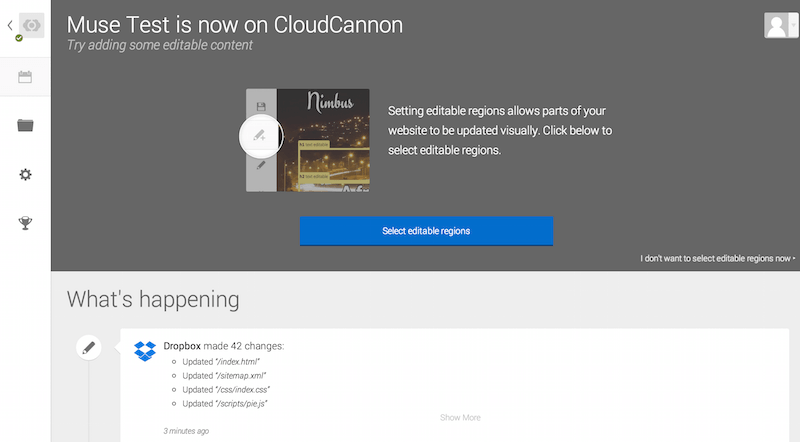 Muse Test is now on CloudCannon
Try adding some editable content
Nimbus
h1 text editable
h2 text editable
Setting editable regions allows parts of your
website to be updated visually. Click below to
select editable regions.
Select editable regions
I don't want to select editable regions now •
What's happening
Dropbox made 42 changes:
Updated "/index.html"
Updated "/sitemap.xml"
Updated "/css/index.css"
Updated "/scripts/pie.js"
Show More
3 minutes ago